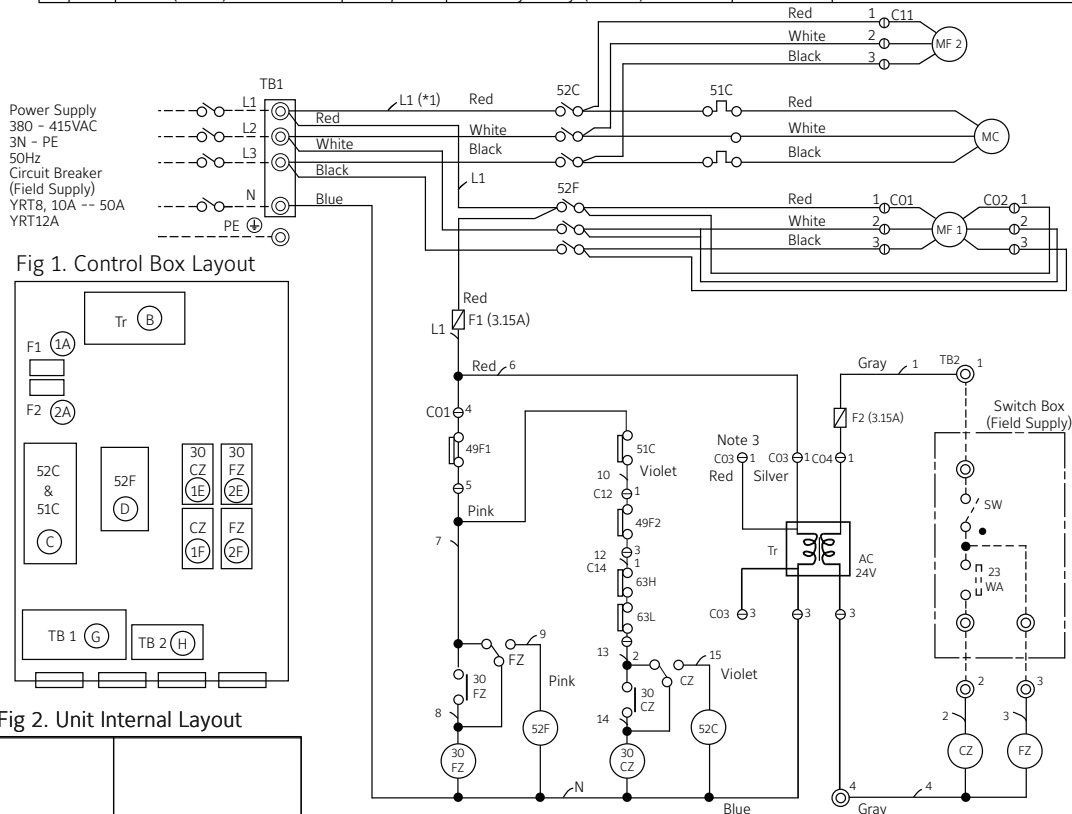 Red 1 C11
White 2
Black 3
MF 2
TB1
52C
51C
Power Supply
380 - 415VAC
3N - PE
50Hz
Circuit Breaker
(Field Supply)
YRT8, 10A -- 50A
YRT12A
L1
L1 (*1)
Red
Red
Red
L2
White
White
White
L3
Black
Black
Black
MC
N
Blue
PE
L1
52F
Red 1 C01
White 2
Black 3
MF 1
C02 1
2
3
Fig 1. Control Box Layout
Tr B
F1 1A
F2 2A
52C
&
51C
C
52F
D
30
CZ
1E
30
FZ
2E
CZ
1F
FZ
2F
TB 1 G
TB 2 H
Fig 2. Unit Internal Layout
Red
F1 (3.15A)
L1
Red 6
C01 4
49F1
5
Pink
7
51C
10
Violet
C12 1
49F2
3
12
C14 1
63H
63L
13 2
9
FZ
Pink
30
FZ
8
30
FZ
52F
15
CZ
Violet
30
CZ
14
30
CZ
52C
N
Blue
Note 3
C03 1
Red
C03 1
Silver
C04 1
Tr
AC
24V
C03 3
3
3
Gray 1
TB2 1
F2 (3.15A)
Switch Box
(Field Supply)
SW
23
WA
2
3
2
3
CZ
FZ
4
4
Gray